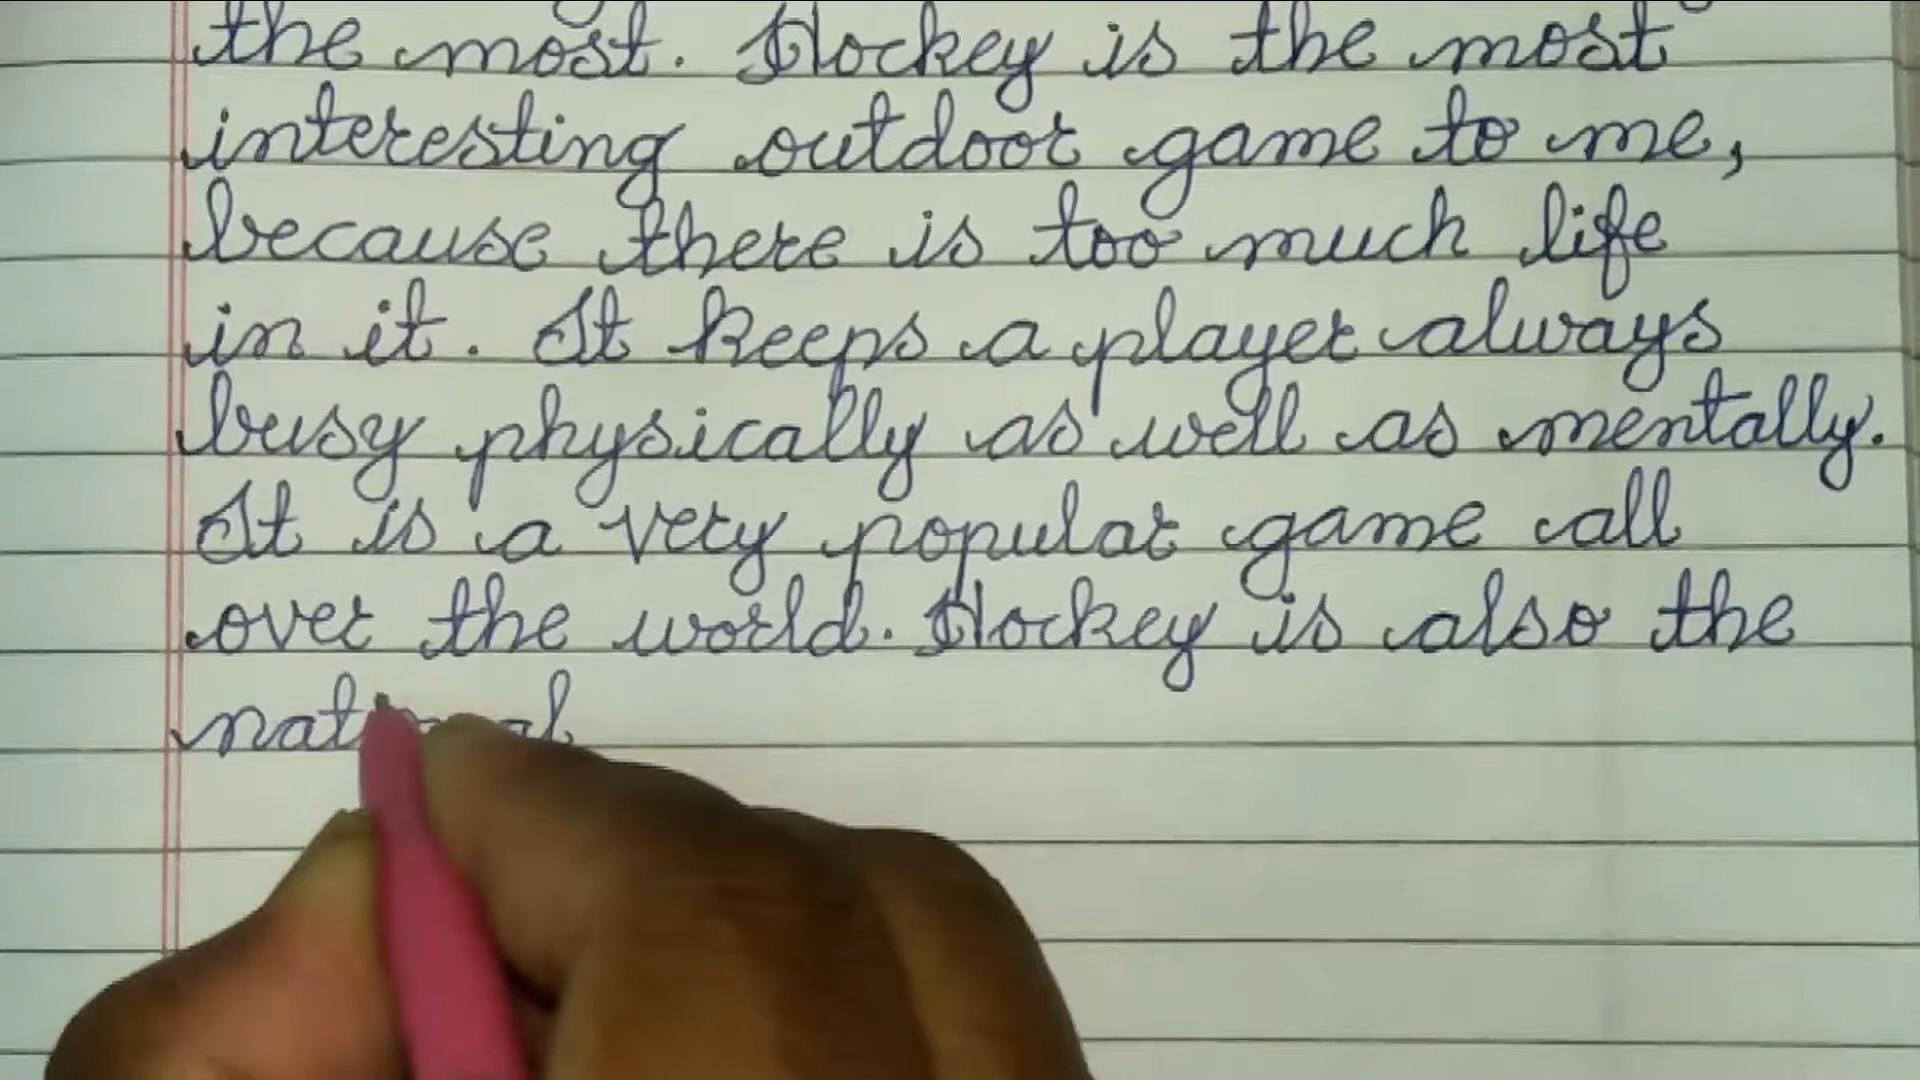 the most. Hockey is the most
interesting outdoor game to me,
because there is too much life
in it. It keeps a player always
busy physically as well as mentally.
It is a very popular game all
over the world. Hockey is also the